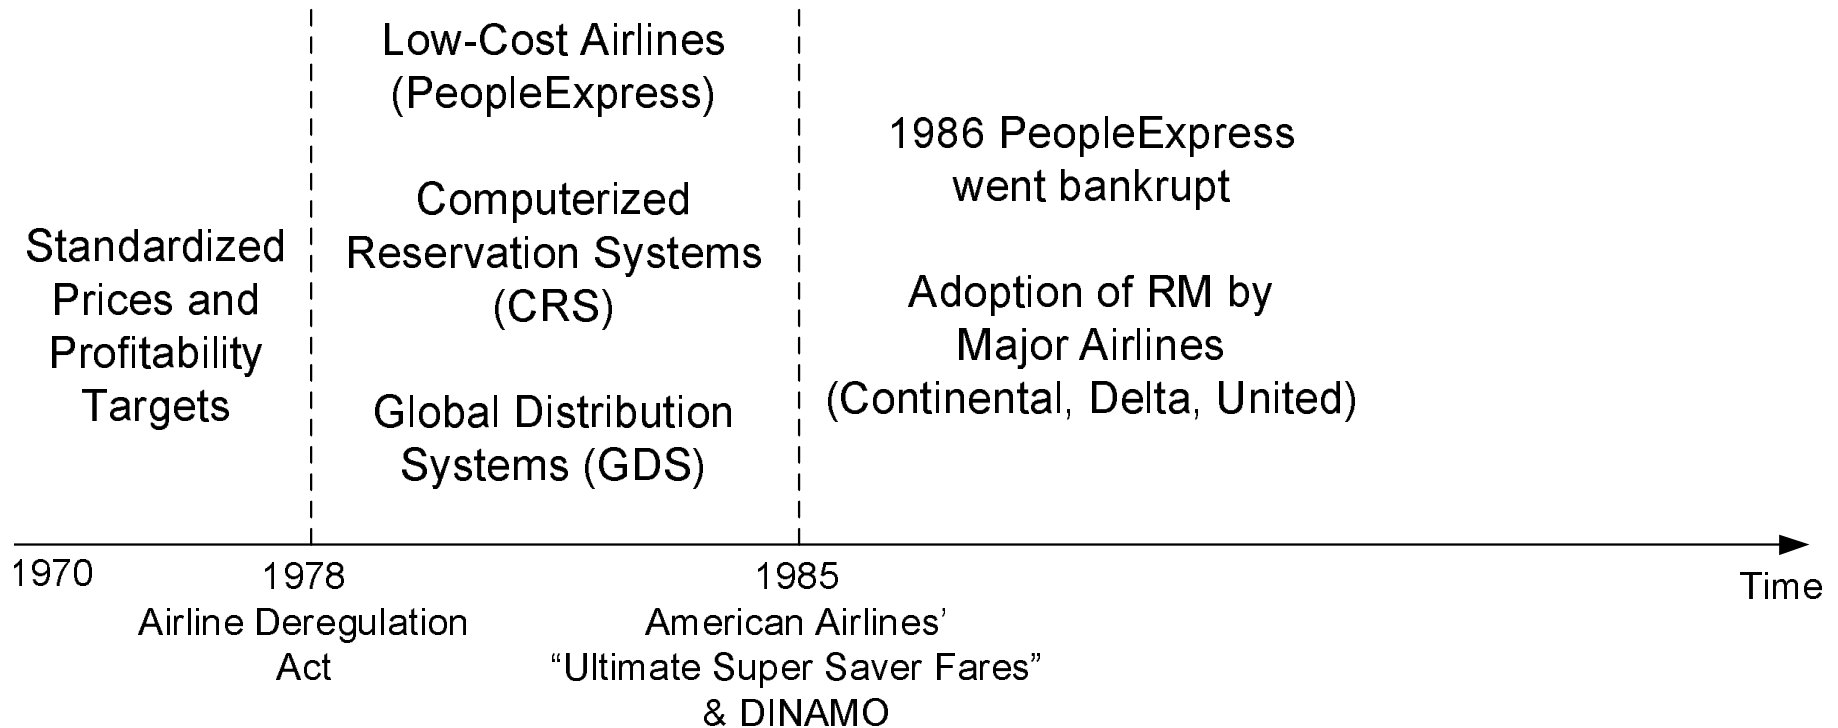 Standardized
Prices and
Profitability
Targets
Low-Cost Airlines
(PeopleExpress)
Computerized
Reservation Systems
(CRS)
Global Distribution
Systems (GDS)
1986 PeopleExpress
went bankrupt
Adoption of RM by
Major Airlines
(Continental, Delta, United)
1970
1978
Airline Deregulation
Act
1985
American Airlines’
“Ultimate Super Saver Fares”
& DINAMO
Time